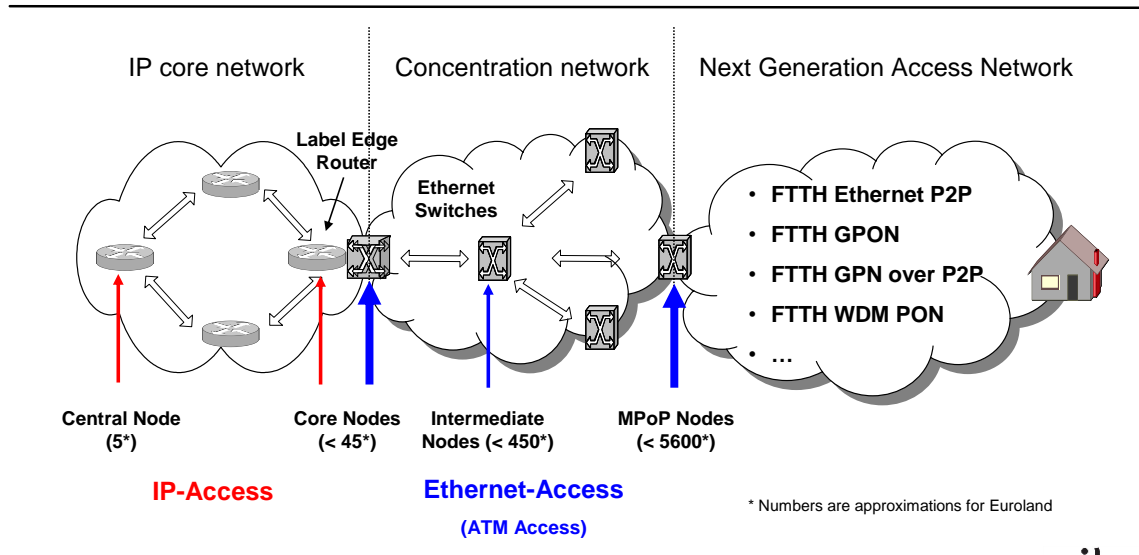 IP core network
Concentration network
Next Generation Access Network
Label Edge
Router
Ethernet
Switches
• FTTH Ethernet P2P
• FTTH GPON
• FTTH GPN over P2P
• FTTH WDM PON
• ...
Central Node
(5*)
Core Nodes
(< 45*)
Intermediate
Nodes (< 450*)
MPoP Nodes
(< 5600*)
IP-Access
Ethernet-Access
(ATM Access)
* Numbers are approximations for Euroland